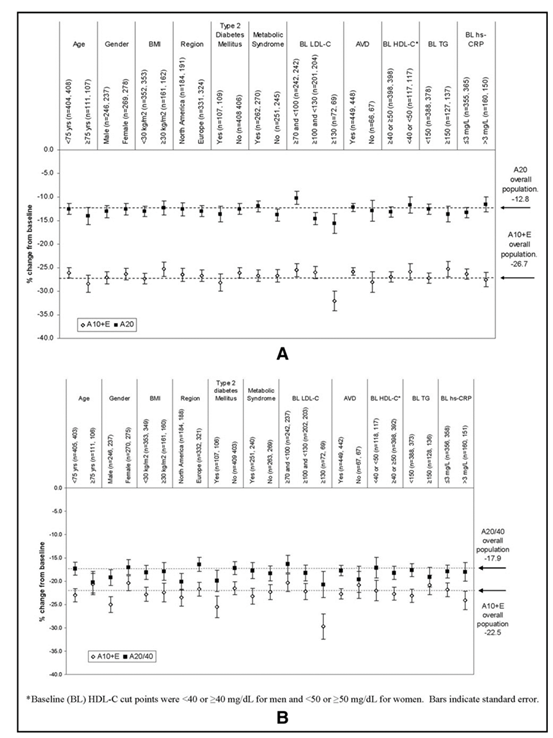 Age Gender BMI Region Type 2 Diabetes Mellitus Metabolic Syndrome BL LDL-C AVD BL HDL-C* BL TG BL hs-CRP
<75 yrs (n=404, 408)
≥75 yrs (n=111, 107)
Male (n=246, 237)
Female (n=269, 278)
<30 kg/m2 (n=352, 353)
≥30 kg/m2 (n=161, 162)
North America (n=184, 191)
Europe (n=331, 324)
Yes (n=107, 109)
No (n=408 406)
Yes (n=262, 270)
No (n=251, 245)
≥70 and <100 (n=242, 242)
≥100 and <130 (n=201, 204)
≥130 (n=72, 69)
Yes (n=449, 448)
No (n=66, 67)
≥40 or ≥50 (n=398, 398)
<40 or <50 (n=117, 117)
<150 (n=388, 378)
≥150 (n=127, 137)
≤3 mg/L (n=355, 365)
>3 mg/L (n=160, 150)
% change from baseline
0.0
-5.0
-10.0
-15.0
-20.0
-25.0
-30.0
-35.0
-40.0
A20
overall
population.
-12.8
A10+E
overall
population.
-26.7
A10+E A20
A
Age Gender BMI Region Type 2 diabetes Mellitus Metabolic Syndrome BL LDL-C AVD BL HDL-C* BL TG BL hs-CRP
<75 yrs (n=405, 403)
≥75 yrs (n=111, 106)
Male (n=246, 237)
Female (n=270, 275)
<30 kg/m2 (n=353, 349)
≥30 kg/m2 (n=161, 160)
North America (n=184, 188)
Europe (n=332, 321)
Yes (n=107, 106)
No (n=409 403)
Yes (n=251, 240)
No (n=263, 269)
≥70 and <100 (n=242, 237)
≥100 and <130 (n=202, 203)
≥130 (n=72, 69)
Yes (n=449, 442)
No (n=67, 67)
<40 or <50 (n=118, 117)
≥40 or ≥50 (n=398, 392)
<150 (n=388, 373)
≥150 (n=128, 136)
≤3 mg/L (n=356, 358)
>3 mg/L (n=160, 151)
% change from baseline
0.0
-5.0
-10.0
-15.0
-20.0
-25.0
-30.0
-35.0
-40.0
A20/40
overall
population
-17.9
A10+E
overall
popuation
-22.5
A10+E A20/40
*Baseline (BL) HDL-C cut points were <40 or ≥40 mg/dL for men and <50 or ≥50 mg/dL for women. Bars indicate standard error.
B